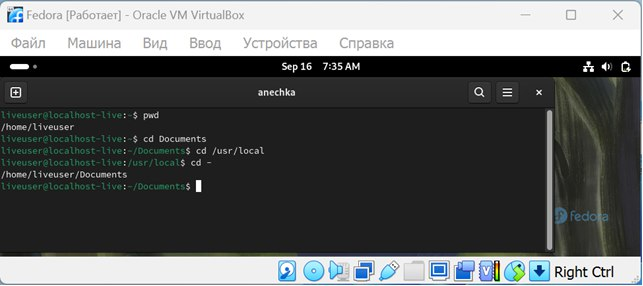 Fedora [Работает] - Oracle VM VirtualBox
Файл Машина Вид Ввод Устройства Справка
Sep 16 7:35 AM
anechka
liveuser@localhost-live:~$ pwd
/home/liveuser
liveuser@localhost-live:~$ cd Documents
liveuser@localhost-live:~/Documents$ cd /usr/local
liveuser@localhost-live:/usr/local$ cd -
/home/liveuser/Documents
liveuser@localhost-live:~/Documents$
fedora
Right Ctrl